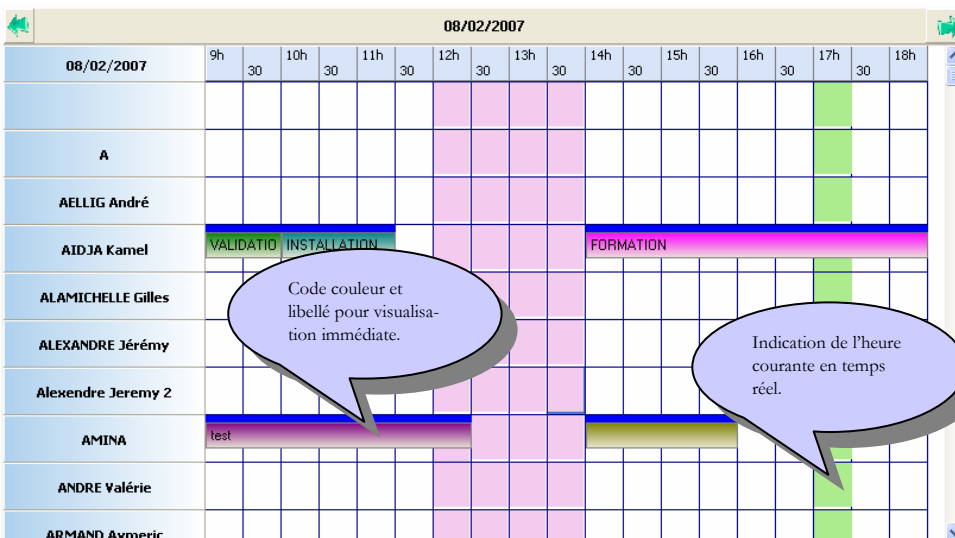 08/02/2007
08/02/2007
9h 30 10h 30 11h 30 12h 30 13h 30 14h 30 15h 30 16h 30 17h 30 18h
A
AELLIG André
AIDJA Kamel
VALIDATIO
INSTALLATION
FORMATION
ALAMICHELLE Gilles
Code couleur et
libellé pour visualisa-
tion immédiate.
ALEXANDRE Jérémy
Indication de l'heure
courante en temps
réel.
Alexendre Jeremy 2
AMINA
test
ANDRE Valérie
ARMAND Aymeric